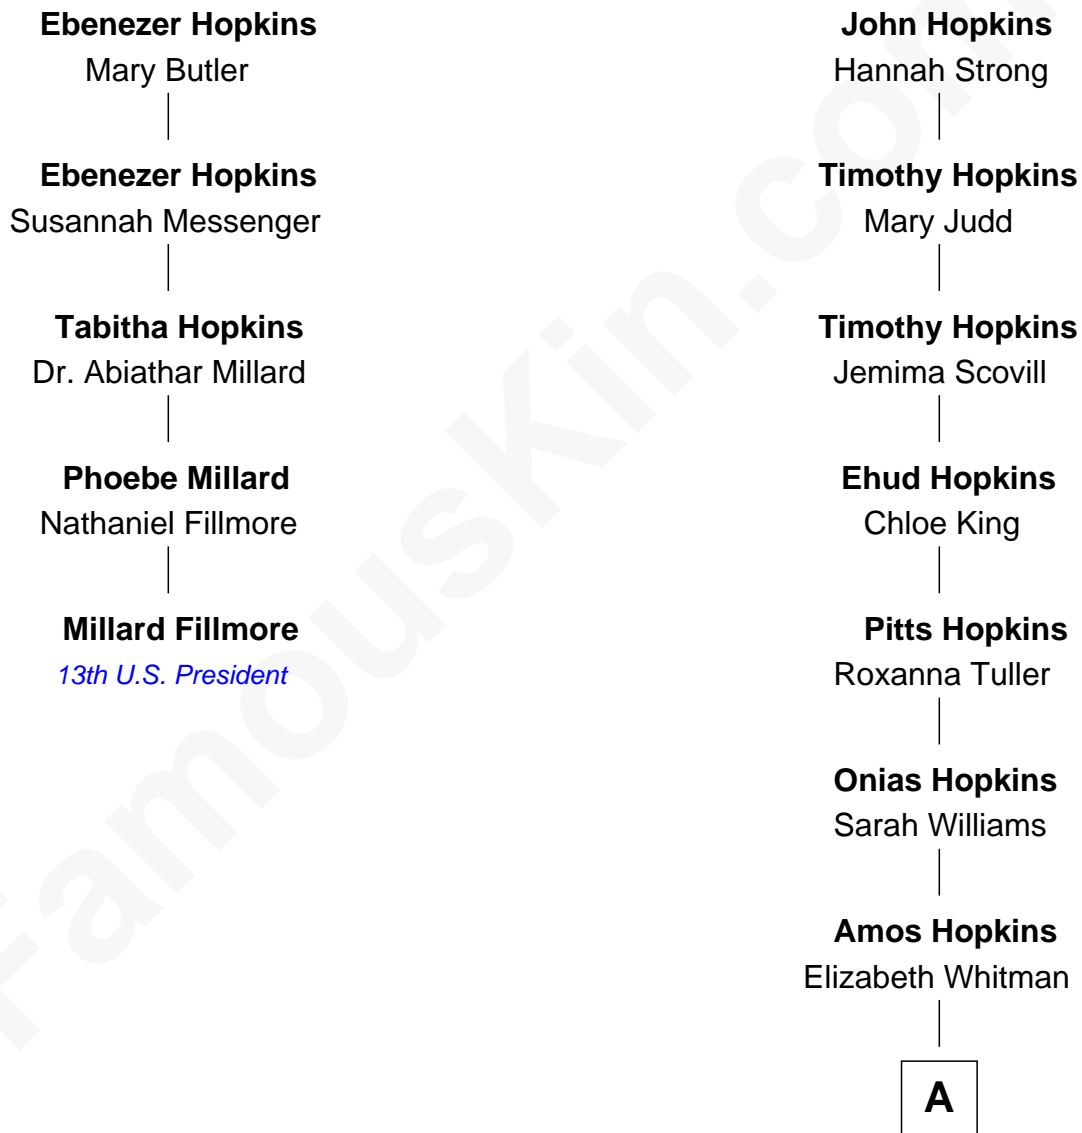 Ebenezer Hopkins
Mary Butler
Ebenezer Hopkins
Susannah Messenger
Tabitha Hopkins
Dr. Abiathar Millard
Phoebe Millard
Nathaniel Fillmore
Millard Fillmore
13th U.S. President
John Hopkins
Hannah Strong
Timothy Hopkins
Mary Judd
Timothy Hopkins
Jemima Scovill
Ehud Hopkins
Chloe King
Pitts Hopkins
Roxanna Tuller
Onias Hopkins
Sarah Williams
Amos Hopkins
Elizabeth Whitman
A
FamousKin.com